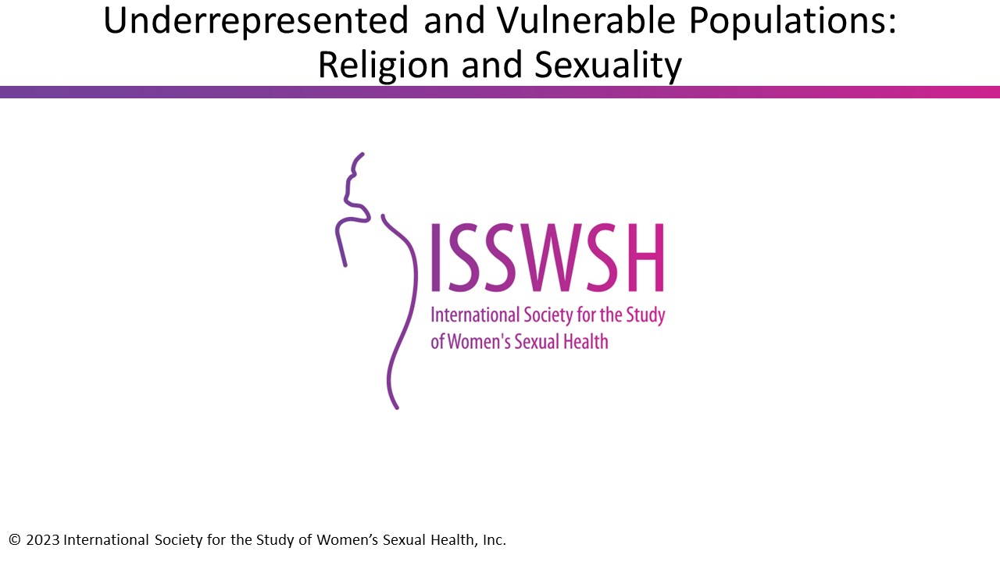 Underrepresented and Vulnerable Populations:
Religion and Sexuality
ISSWSH
International Society for the Study
of Women's Sexual Health
© 2023 International Society for the Study of Women’s Sexual Health, Inc.